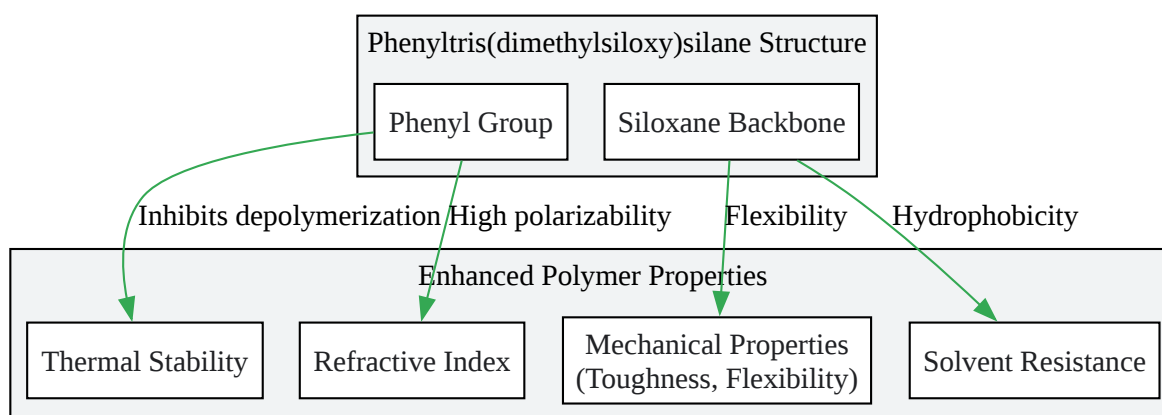 Phenyltris(dimethylsiloxy)silane Structure
Phenyl Group
Siloxane Backbone
Inhibits depolymerization
High polarizability
Flexibility
Hydrophobicity
Enhanced Polymer Properties
Thermal Stability
Refractive Index
Mechanical Properties
(Toughness, Flexibility)
Solvent Resistance